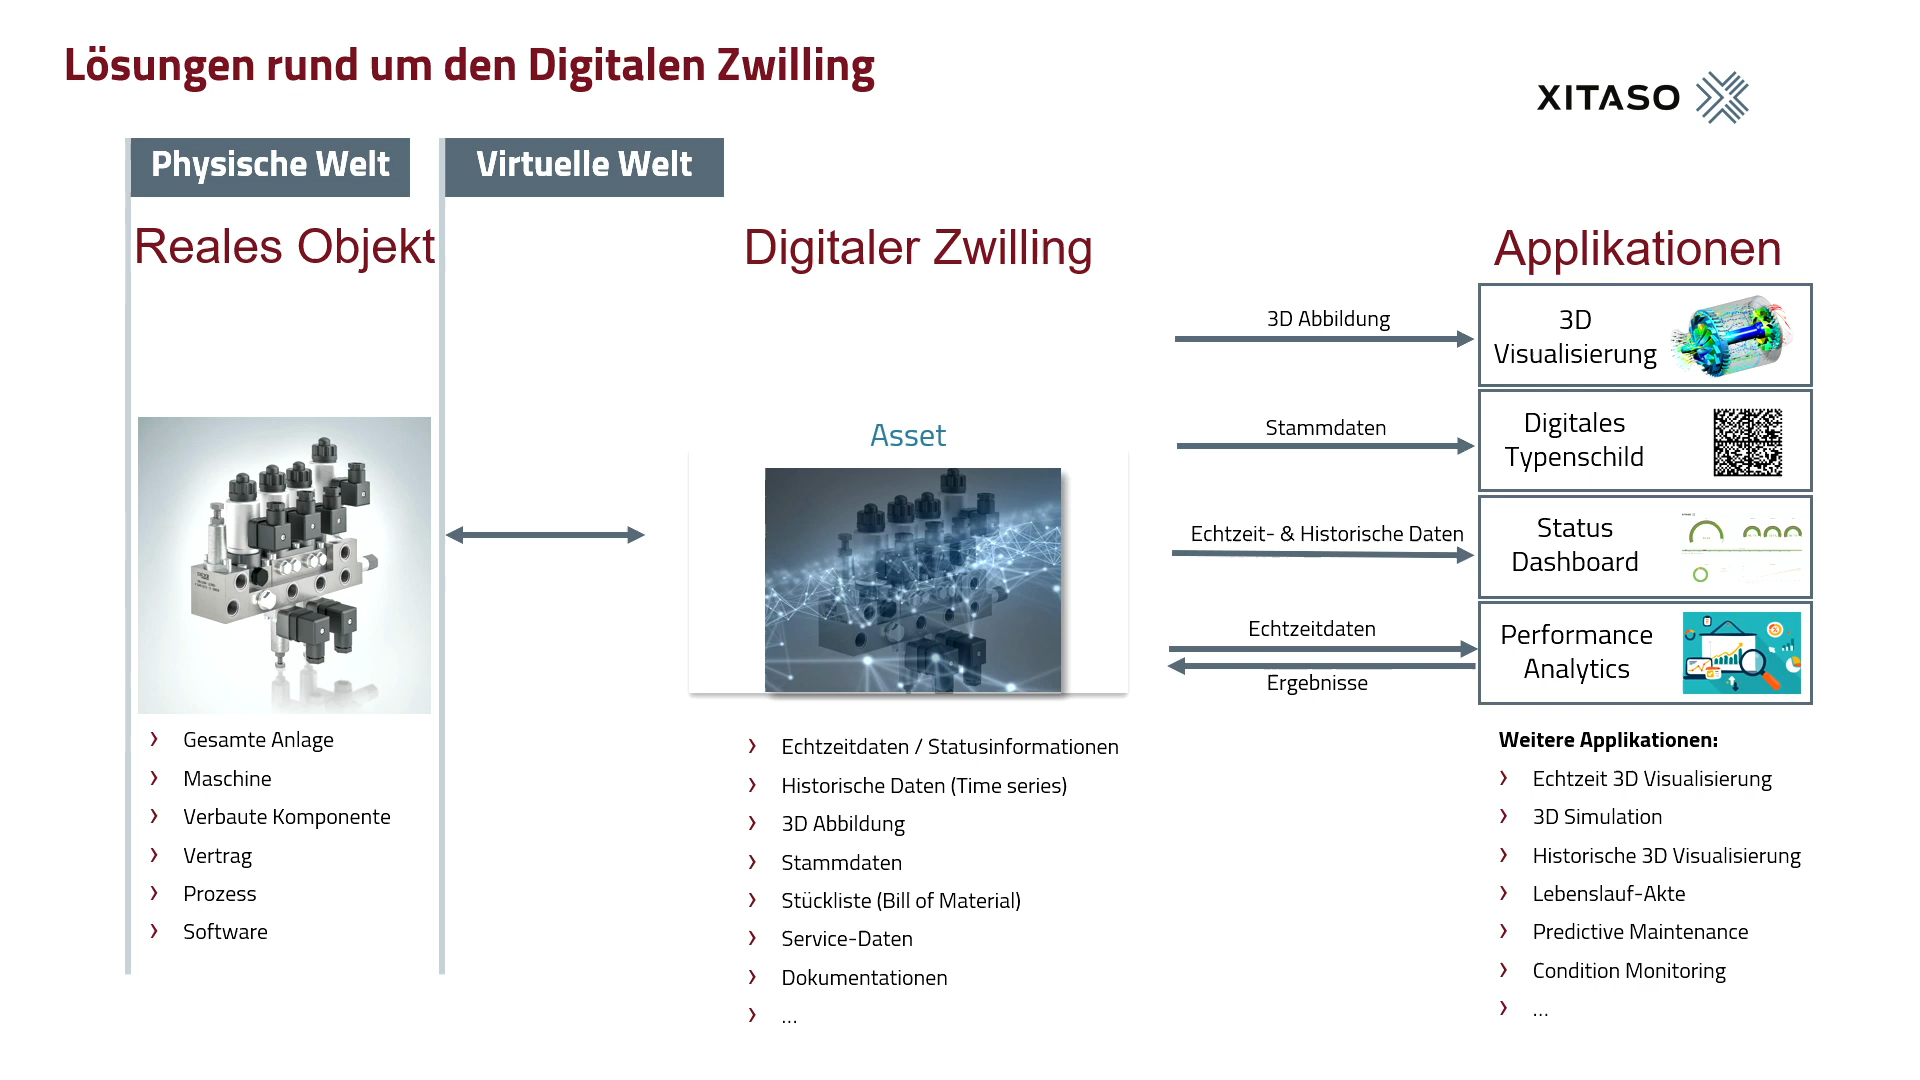 Lösungen rund um den Digitalen Zwilling
XITASO
Physische Welt
Virtuelle Welt
Reales Objekt
Digitaler Zwilling
Applikationen
3D Abbildung
3D
Visualisierung
Asset
Stammdaten
Digitales
Typenschild
Echtzeit- & Historische Daten
Status
Dashboard
Echtzeitdaten
Ergebnisse
Performance
Analytics
› Gesamte Anlage
› Maschine
› Verbaute Komponente
› Vertrag
› Prozess
› Software
› Echtzeitdaten / Statusinformationen
› Historische Daten (Time series)
› 3D Abbildung
› Stammdaten
› Stückliste (Bill of Material)
› Service-Daten
› Dokumentationen
› ...
Weitere Applikationen:
› Echtzeit 3D Visualisierung
› 3D Simulation
› Historische 3D Visualisierung
› Lebenslauf-Akte
› Predictive Maintenance
› Condition Monitoring
› ...